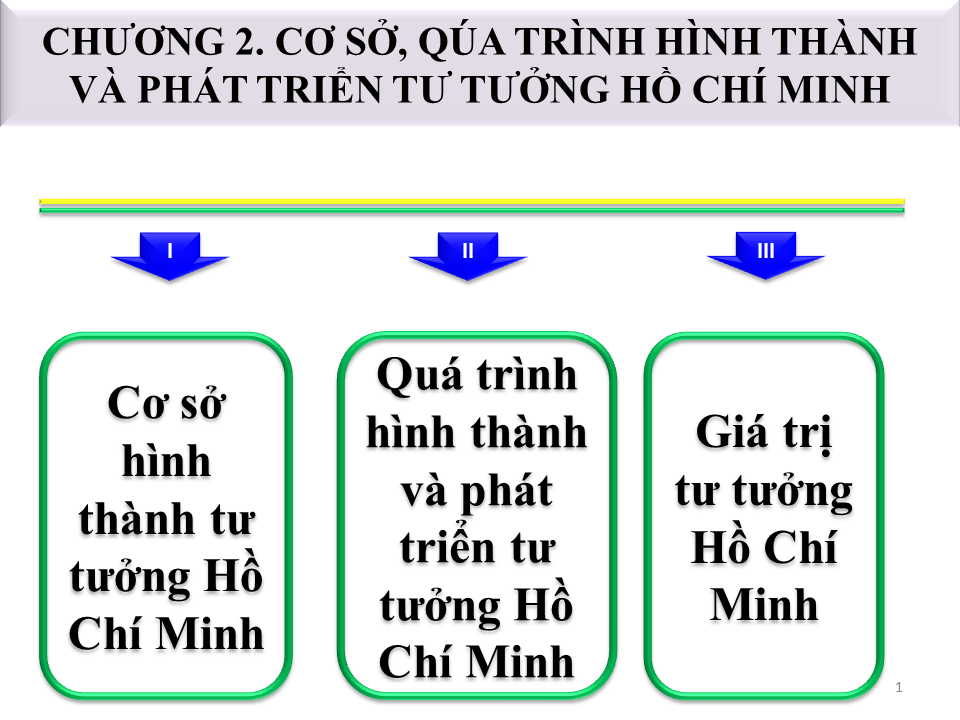 CHƯƠNG 2. CƠ SỞ, QÚA TRÌNH HÌNH THÀNH
VÀ PHÁT TRIỂN TƯ TƯỞNG HỒ CHÍ MINH
I
II
III
Cơ sở
hình
thành tư
tưởng Hồ
Chí Minh
Quá trình
hình thành
và phát
triển tư
tưởng Hồ
Chí Minh
Giá trị
tư tưởng
Hồ Chí
Minh
1